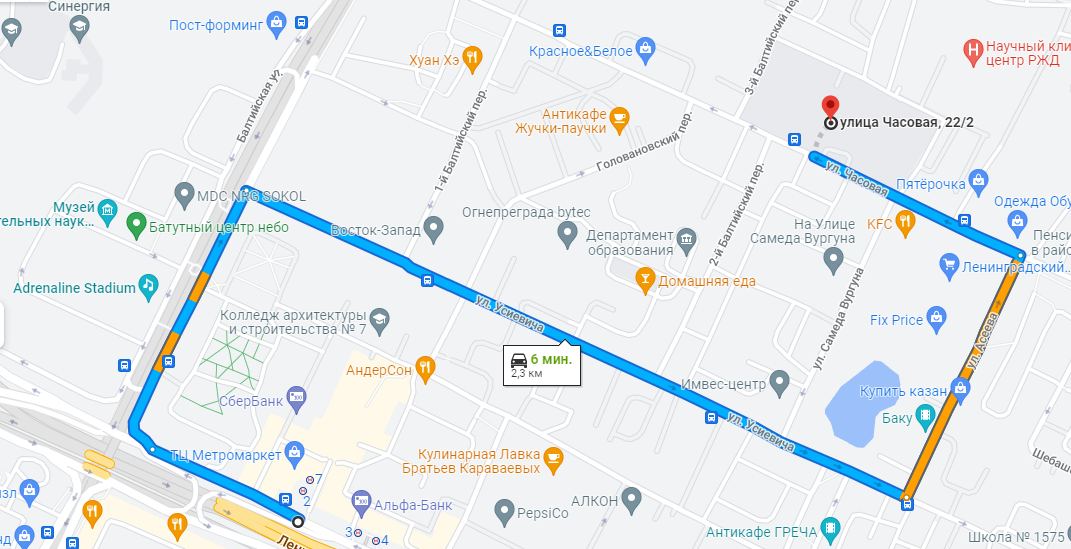 Синергия
Пост-форминг
Хуан Хэ
Красное&Белое
3-й Балтийский пер.
Научный кли
центр РЖД
Балтийская ул.
Антикафе
Жучки-паучки
улица Часовая, 22/2
1-й Балтийский пер.
Головановский пер.
ул. Часовая
Пятёрочка
MDC NRG SOKOL
Музей
тельных наук...
Батутный центр небо
Восток-Запад
Огнепреграда bytec
Департамент
образования
2-й Балтийский пер.
На Улице
Самеда Вургуна
KFC
Одежда Обу
Пенси
в райо
Ленинградский...
Домашняя еда
Adrenaline Stadium
ул. Усиевича
Колледж архитектуры
и строительства № 7
ул. Самеда Вургуна
Fix Price
ул. Асеева
6 мин.
2,3 км
АндерСон
Имвес-центр
Купить казан
СберБанк
Баку
ул. Усиевича
ТЦ Метромаркет
Кулинарная Лавка
Братьев Караваевых
Шебаш
7
2
Альфа-Банк
PepsiCo
АЛКОН
3
4
Лен
Антикафе ГРЕЧА
Школа № 1575